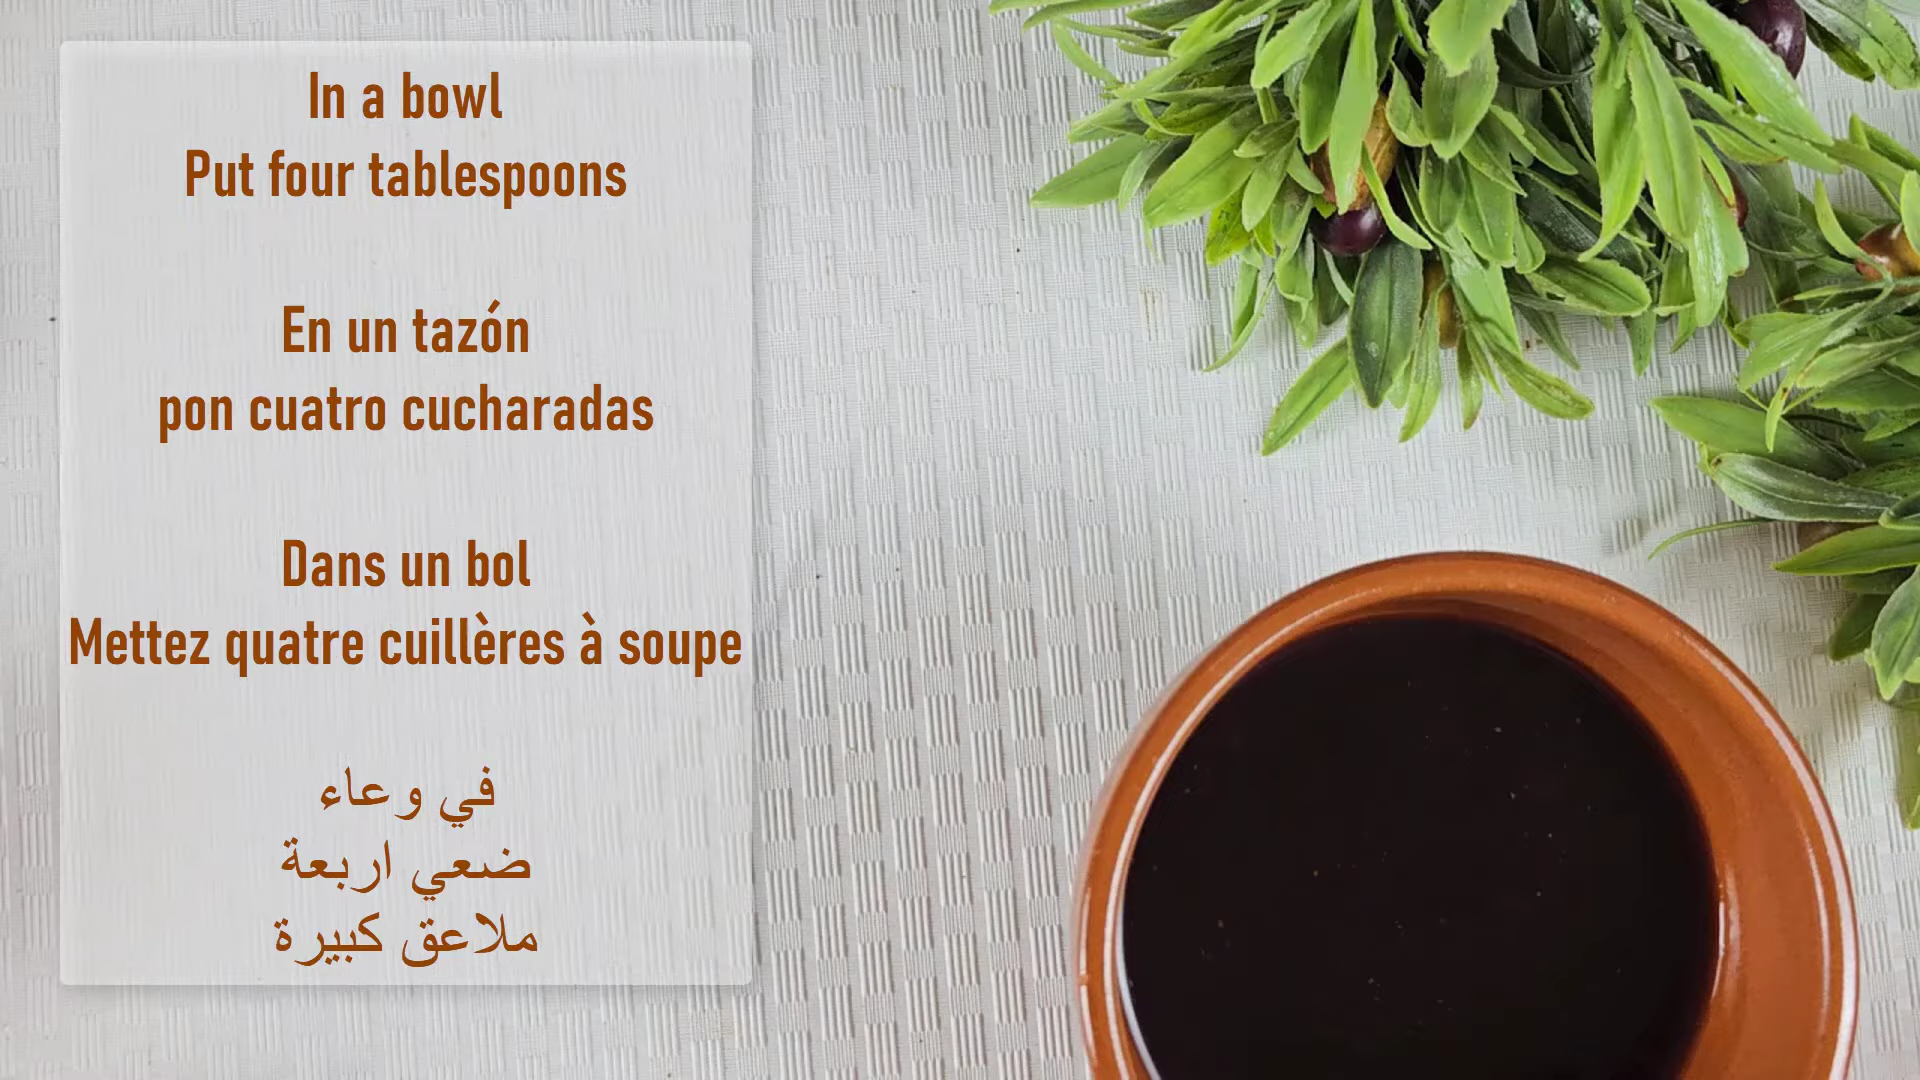 In a bowl
Put four tablespoons
En un tazón
pon cuatro cucharadas
Dans un bol
Mettez quatre cuillères à soupe
في وعاء
ضعي اربعة
ملاعق كبيرة